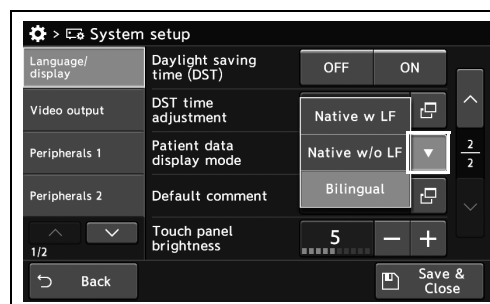 > System setup
Language/
display
Daylight saving
time (DST)
OFF
ON
Video output
DST time
adjustment
Native w LF
Peripherals 1
Patient data
display mode
Native w/o LF
2
2
Peripherals 2
Default comment
Bilingual
1/2
Touch panel
brightness
5
Back
Save &
Close